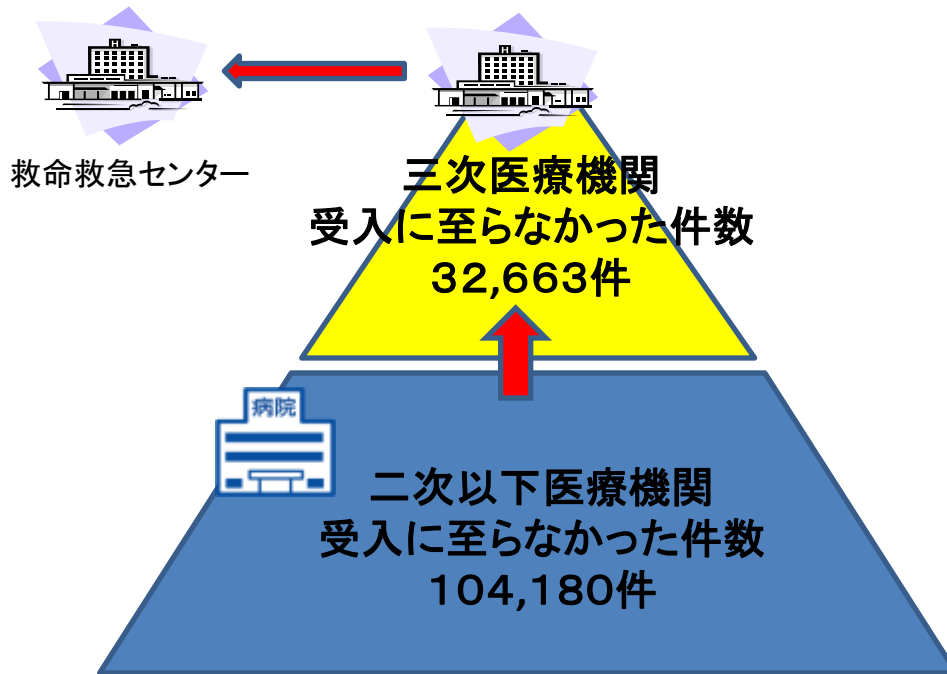 救命救急センター
三次医療機関
受入に至らなかった件数
32,663件
病院
二次以下医療機関
受入に至らなかった件数
104,180件